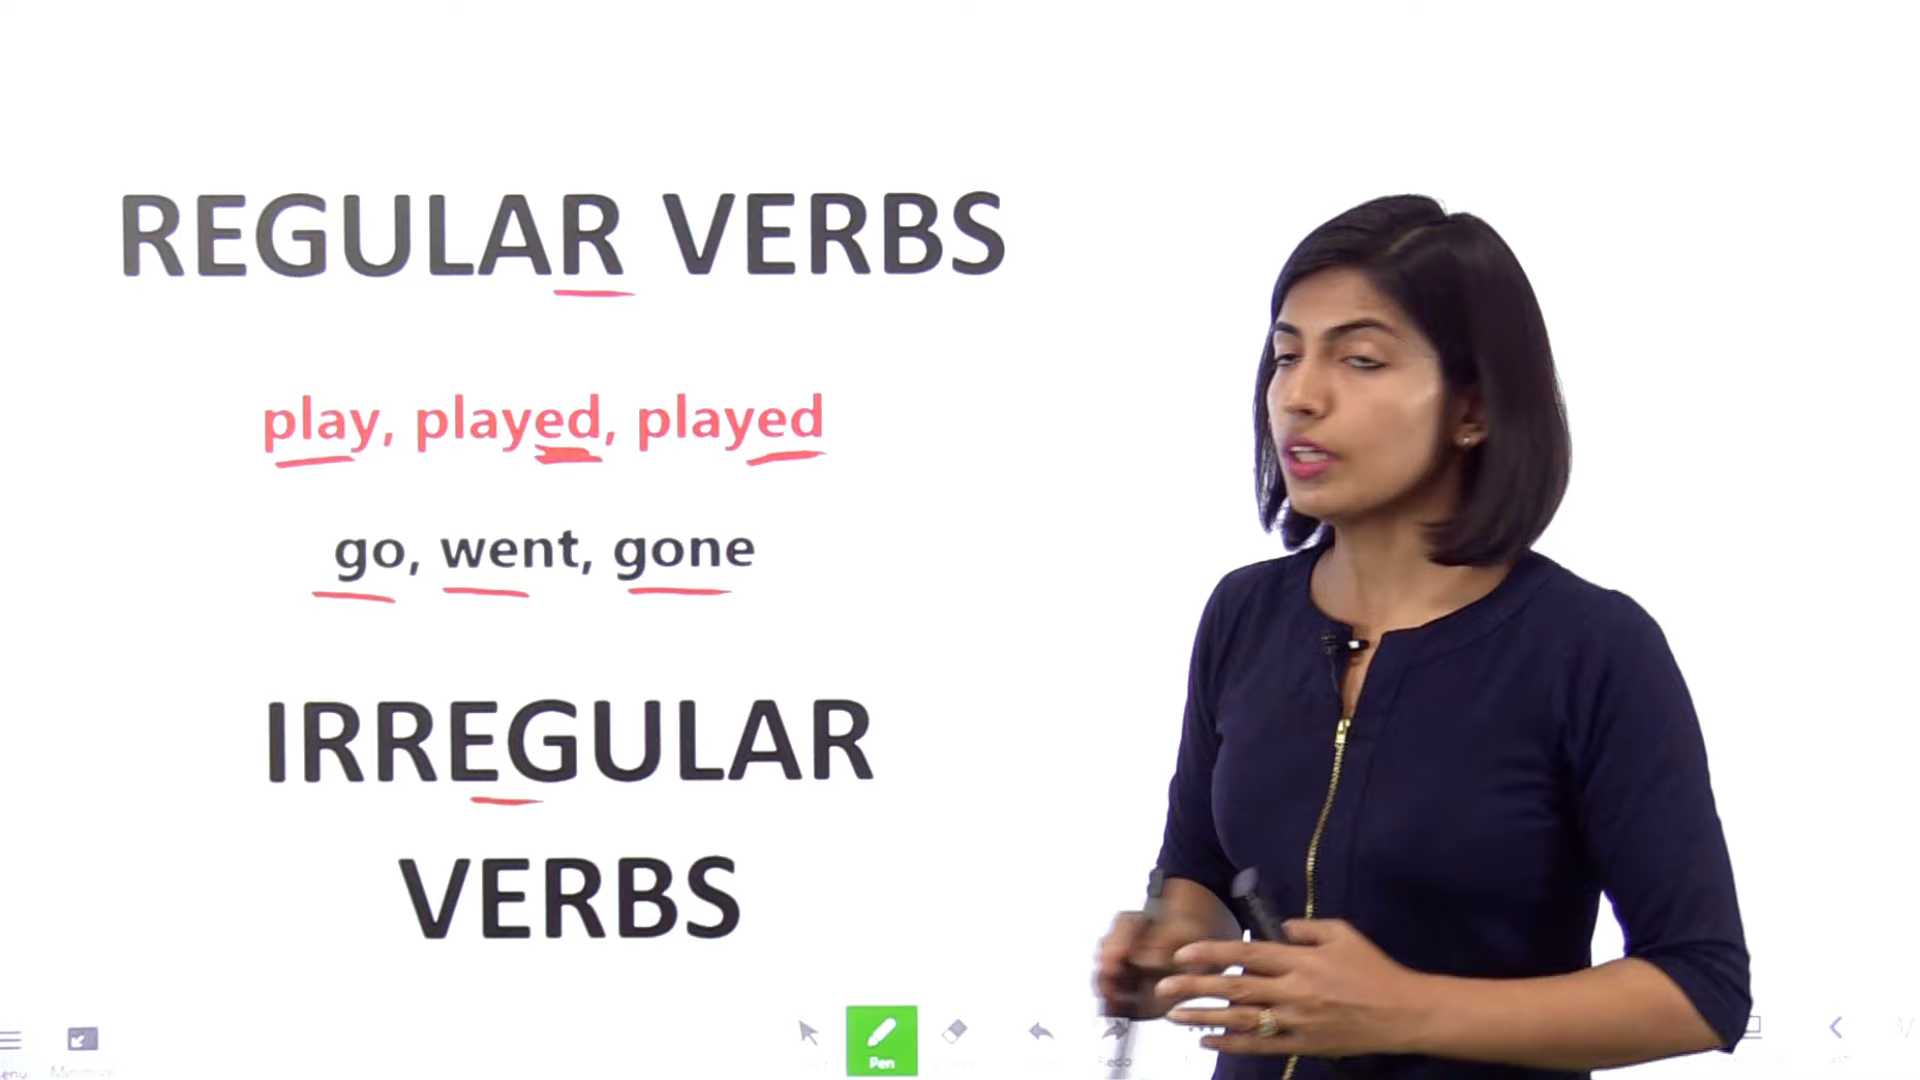 REGULAR VERBS
play, played, played
go, went, gone
IRREGULAR
VERBS
Pen